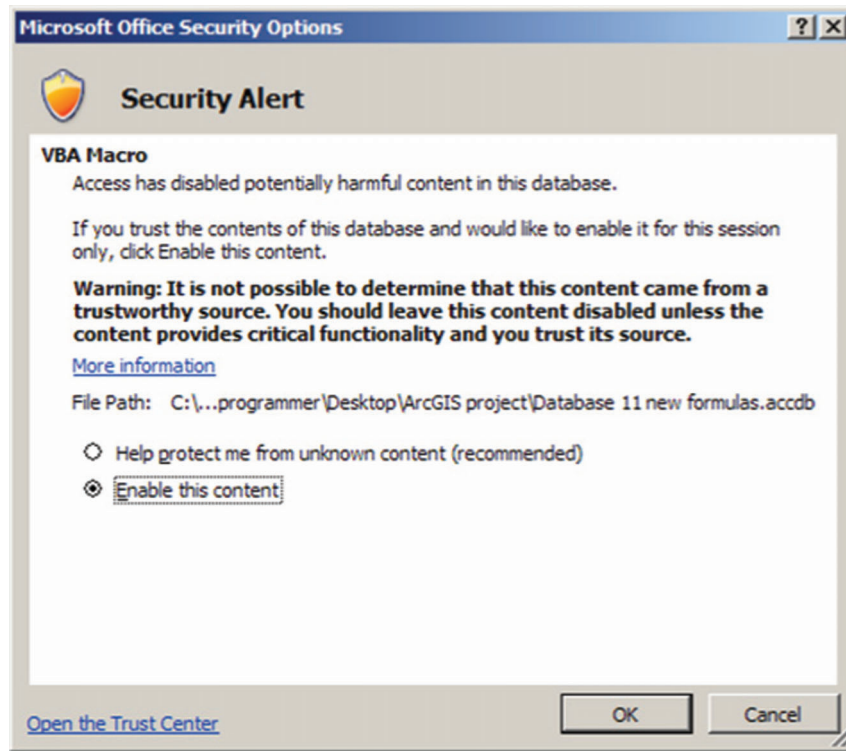 Microsoft Office Security Options
Security Alert
VBA Macro
Access has disabled potentially harmful content in this database.
If you trust the contents of this database and would like to enable it for this session
only, click Enable this content.
Warning: It is not possible to determine that this content came from a
trustworthy source. You should leave this content disabled unless the
content provides critical functionality and you trust its source.
More information
File Path: C:\...programmer\Desktop\ArcGIS project\Database 11 new formulas.accdb
Help protect me from unknown content (recommended)
Enable this content
Open the Trust Center
OK
Cancel